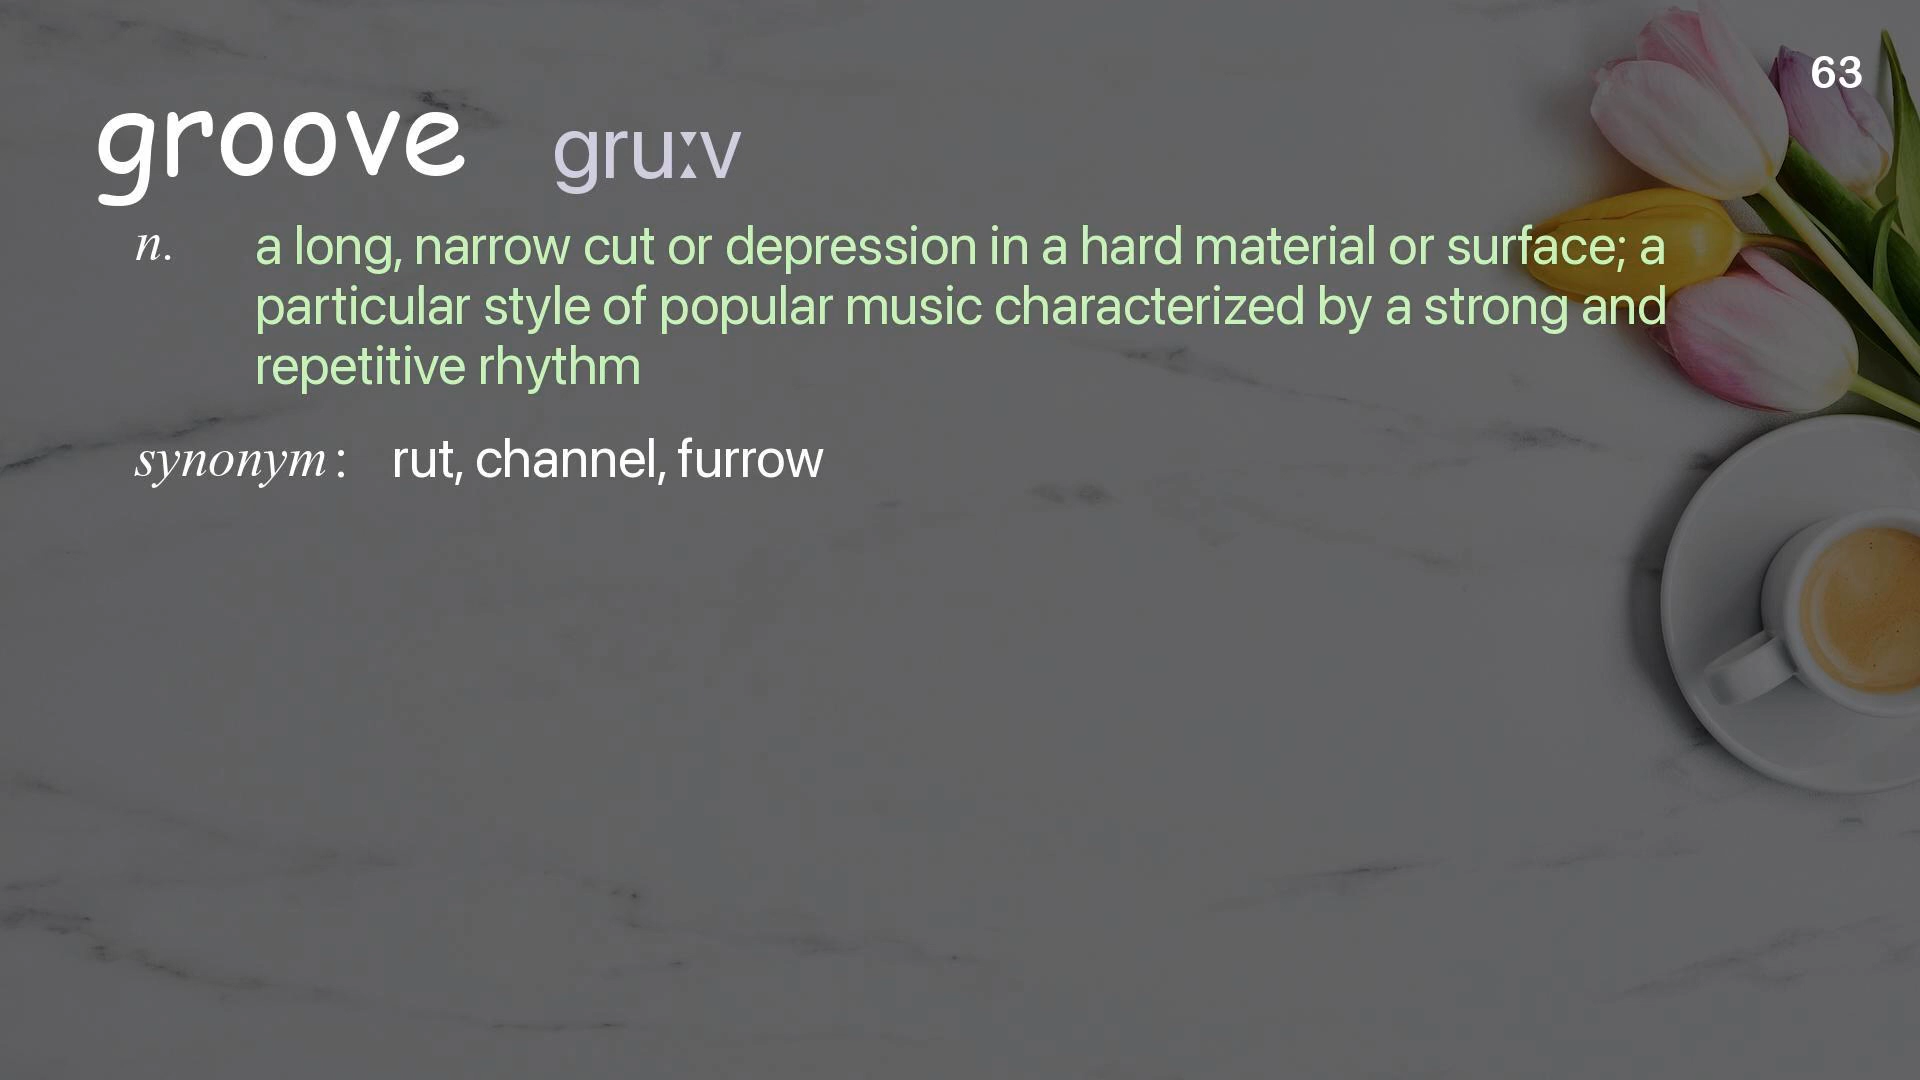 63
groove gruːv
n. a long, narrow cut or depression in a hard material or surface; a
particular style of popular music characterized by a strong and
repetitive rhythm
synonym: rut, channel, furrow